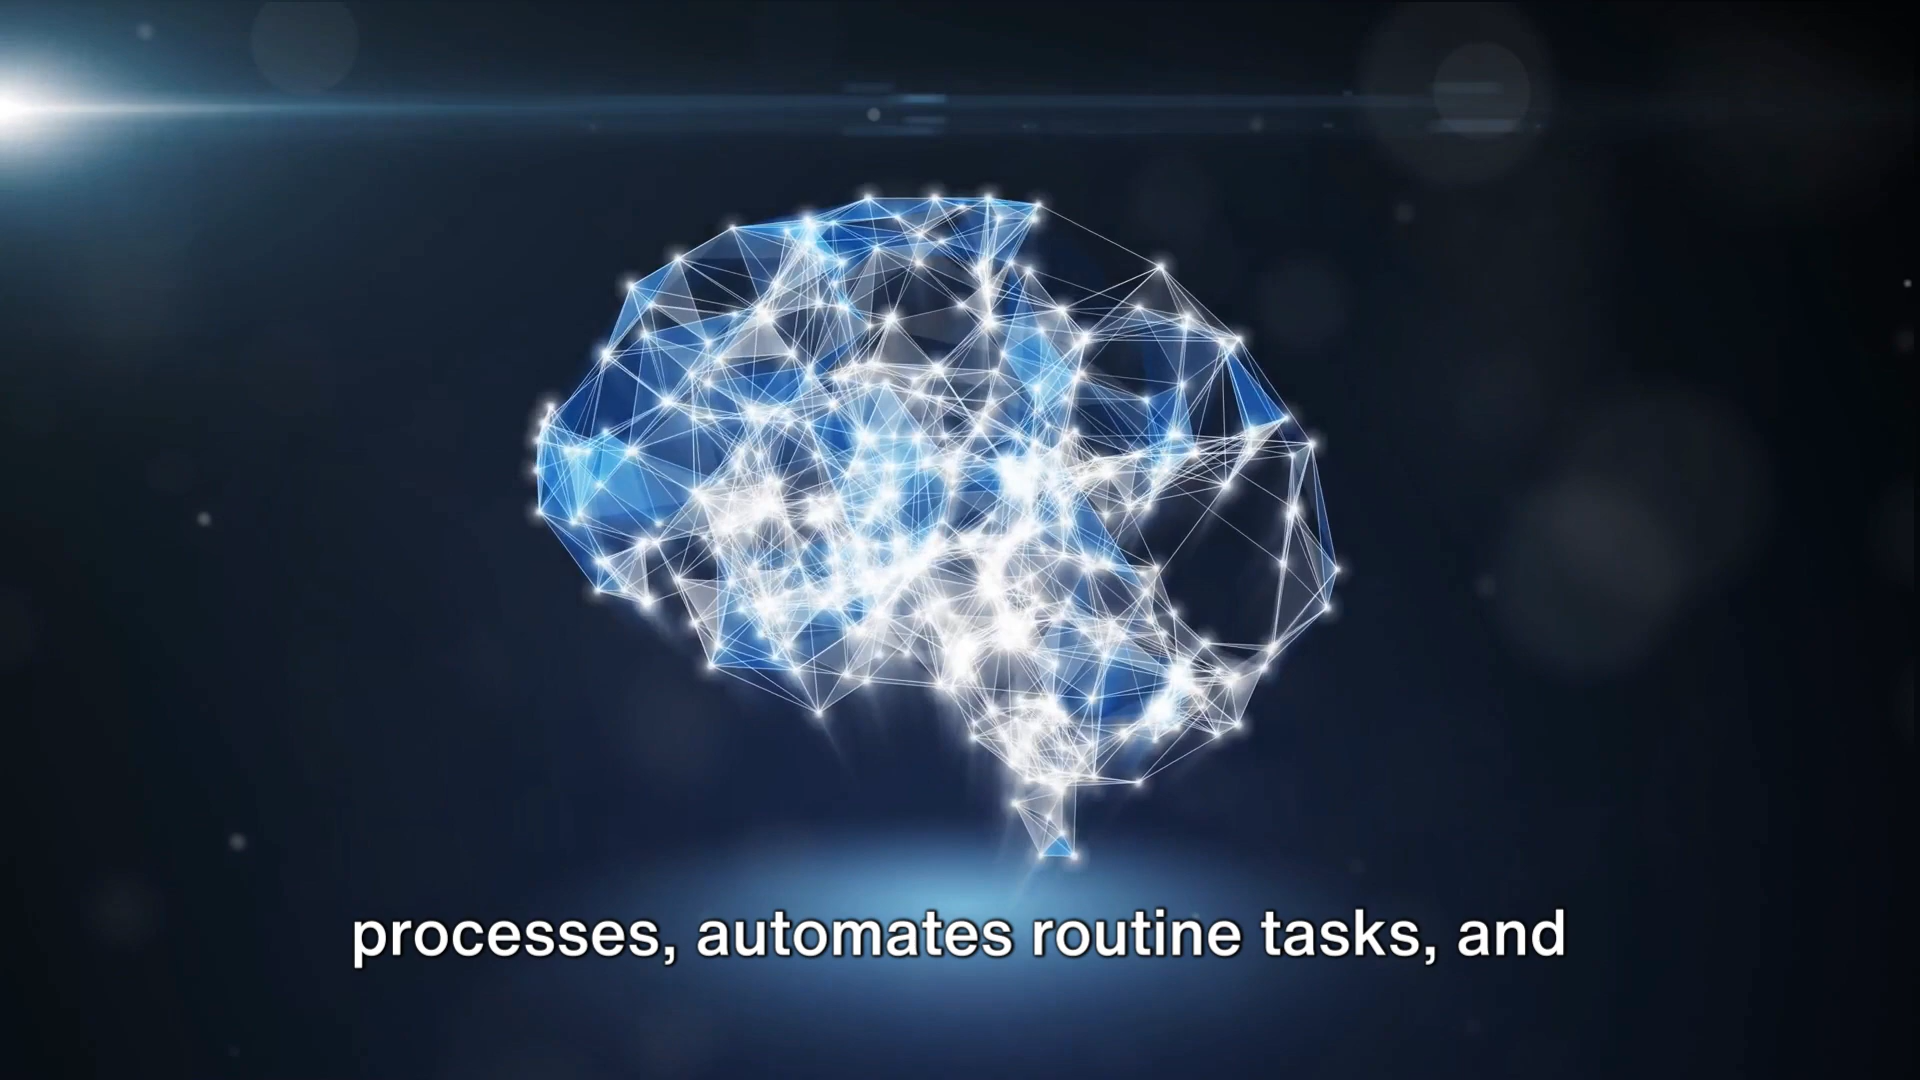 processes, automates routine tasks, and